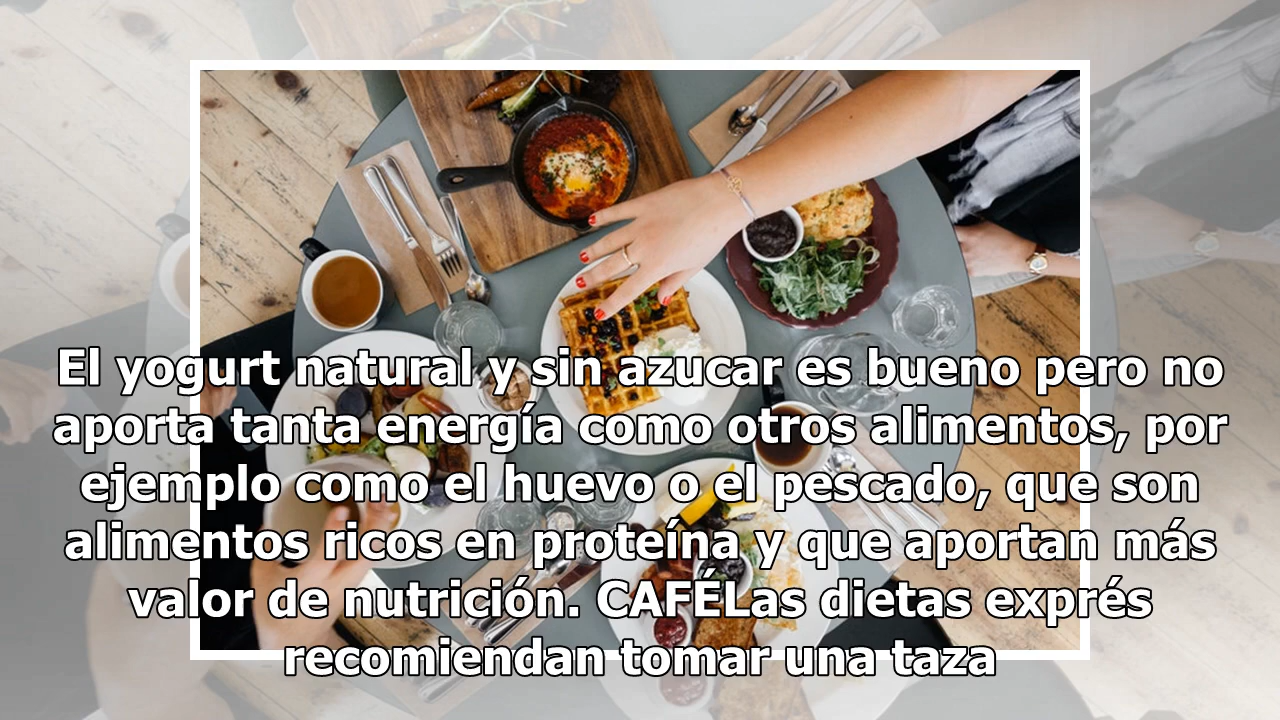 El yogurt natural y sin azucar es bueno pero no
aporta tanta energía como otros alimentos, por
ejemplo como el huevo o el pescado, que son
alimentos ricos en proteína y que aportan más
valor de nutrición. CAFÉLas dietas exprés
recomiendan tomar una taza